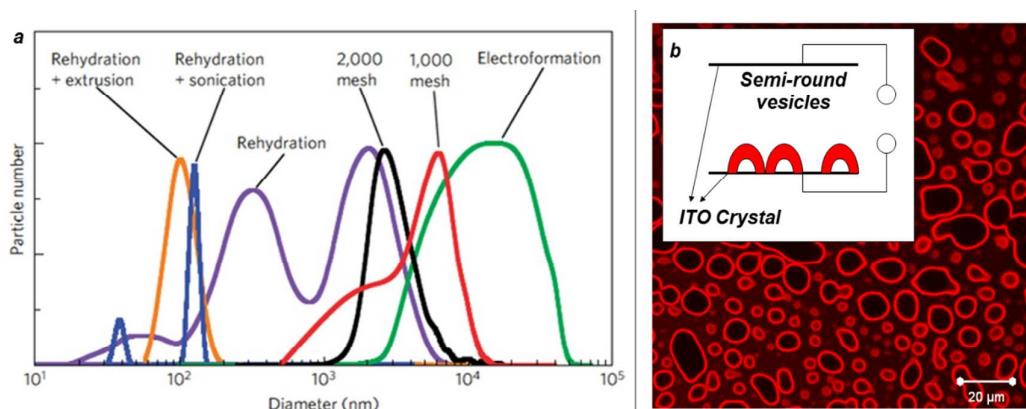 a
Rehydration
+ extrusion
Rehydration
+ sonication
2,000
mesh
1,000
mesh
Electroformation
Rehydration
Particle number
10¹ 10² 10³ 10⁴ 10⁵
Diameter (nm)
b
Semi-round
vesicles
ITO Crystal
20 µm